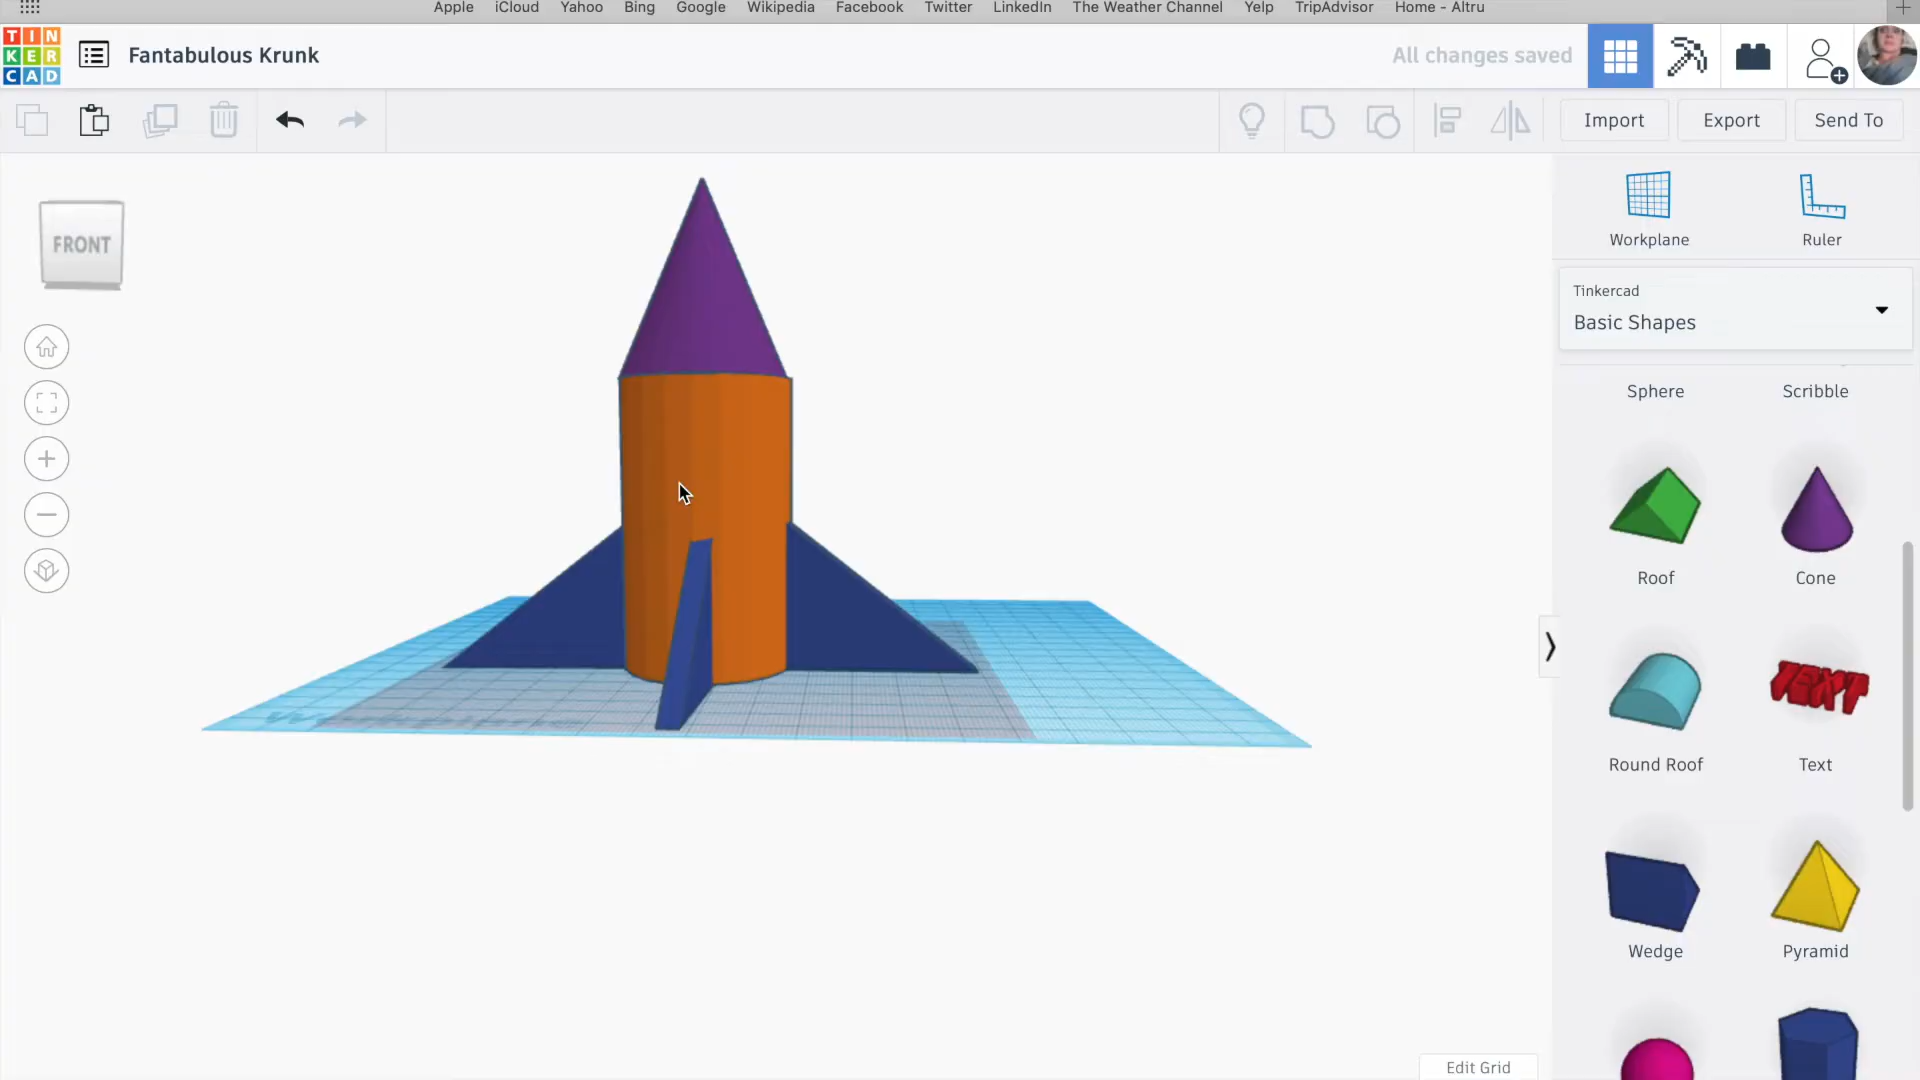 Apple iCloud Yahoo Bing Google Wikipedia Facebook Twitter LinkedIn The Weather Channel Yelp TripAdvisor Home - Altru
TIN
KER
CAD
Fantabulous Krunk
All changes saved
Import
Export
Send To
FRONT
Workplane
Ruler
Tinkercad
Basic Shapes
Sphere
Scribble
Roof
Cone
TEXT
Round Roof
Text
Wedge
Pyramid
Workplane
Edit Grid